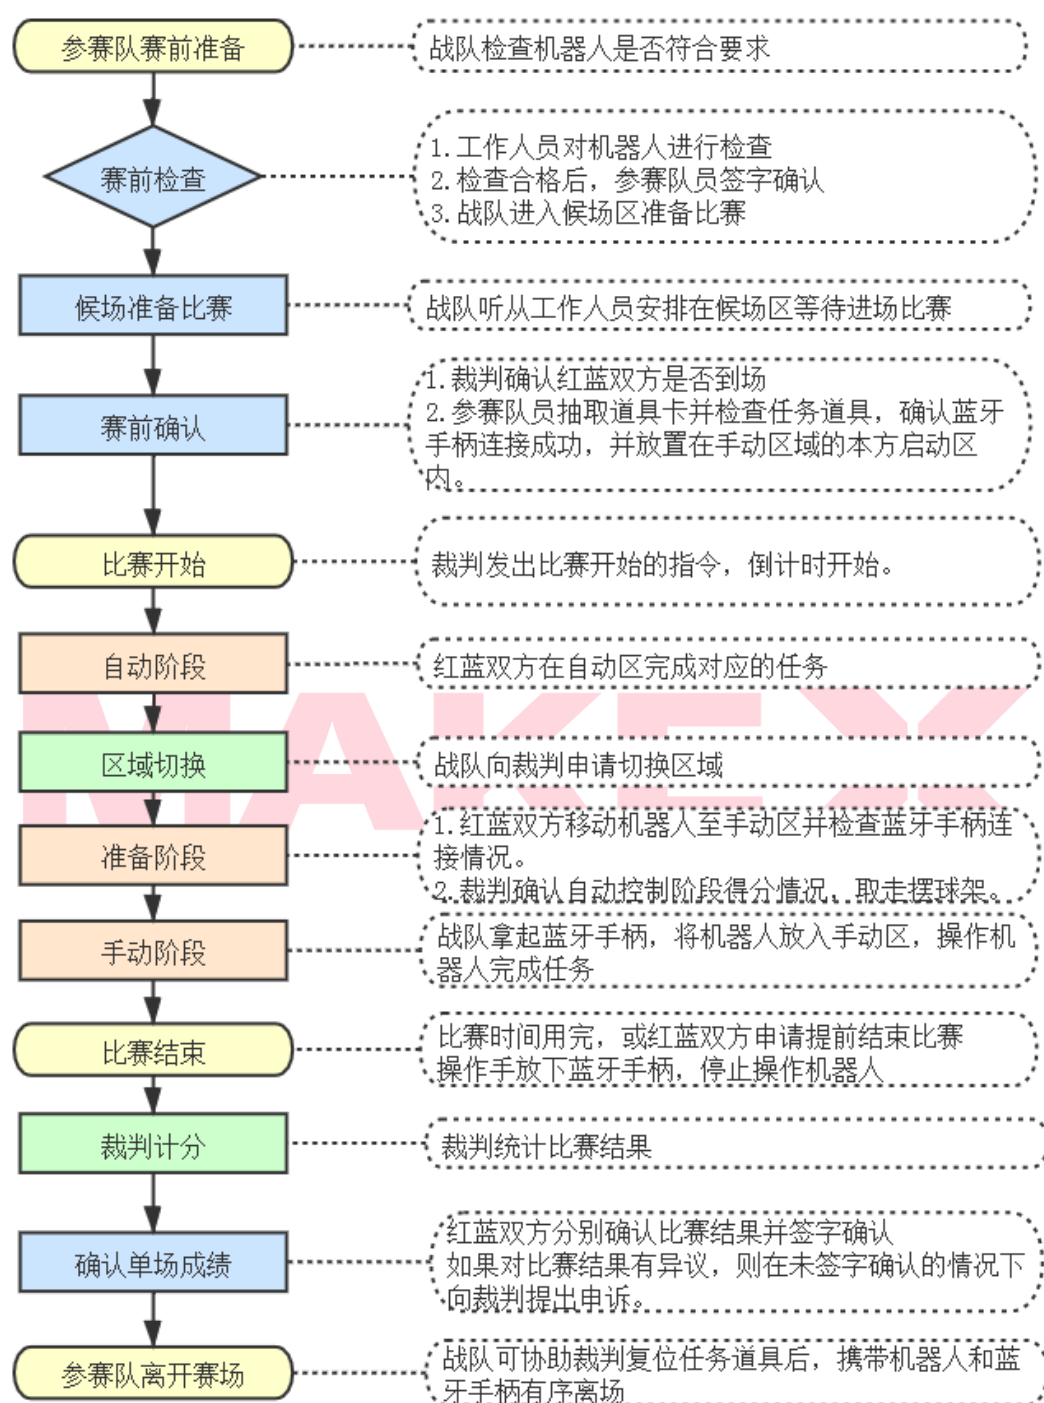 参赛队赛前准备
战队检查机器人是否符合要求
赛前检查
1.工作人员对机器人进行检查
2.检查合格后，参赛队员签字确认
3.战队进入候场区准备比赛
候场准备比赛
战队听从工作人员安排在候场区等待进场比赛
赛前确认
1.裁判确认红蓝双方是否到场
2.参赛队员抽取道具卡并检查任务道具，确认蓝牙
手柄连接成功，并放置在手动区域的本方启动区
内。
比赛开始
裁判发出比赛开始的指令，倒计时开始。
自动阶段
红蓝双方在自动区完成对应的任务
MAKEX
区域切换
战队向裁判申请切换区域
准备阶段
1.红蓝双方移动机器人至手动区并检查蓝牙手柄连
接情况。
2.裁判确认自动控制阶段得分情况，取走摆球架。
手动阶段
战队拿起蓝牙手柄，将机器人放入手动区，操作机
器人完成任务
比赛结束
比赛时间用完，或红蓝双方申请提前结束比赛
操作手放下蓝牙手柄，停止操作机器人
裁判计分
裁判统计比赛结果
确认单场成绩
红蓝双方分别确认比赛结果并签字确认
如果对比赛结果有异议，则在未签字确认的情况下
向裁判提出申诉。
参赛队离开赛场
战队可协助裁判复位任务道具后，携带机器人和蓝
牙手柄有序离场